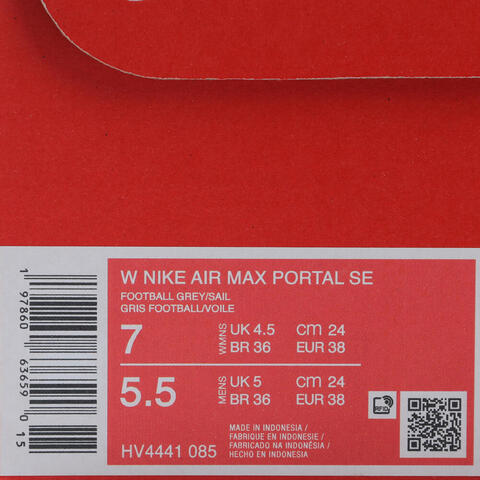 W NIKE AIR MAX PORTAL SE
FOOTBALL GREY/SAIL
GRIS FOOTBALL/VOILE
7 WMNS UK 4.5 cm 24
BR 36 EUR 38
5.5 MENS UK 5 cm 24
BR 36 EUR 38
HV4441 085
MADE IN INDONESIA /
FABRIQUE EN INDONESIE /
FABRICADO NA INDONÉSIA /
HECHO EN INDONESIA
RFID
1 97860 63659 0 15